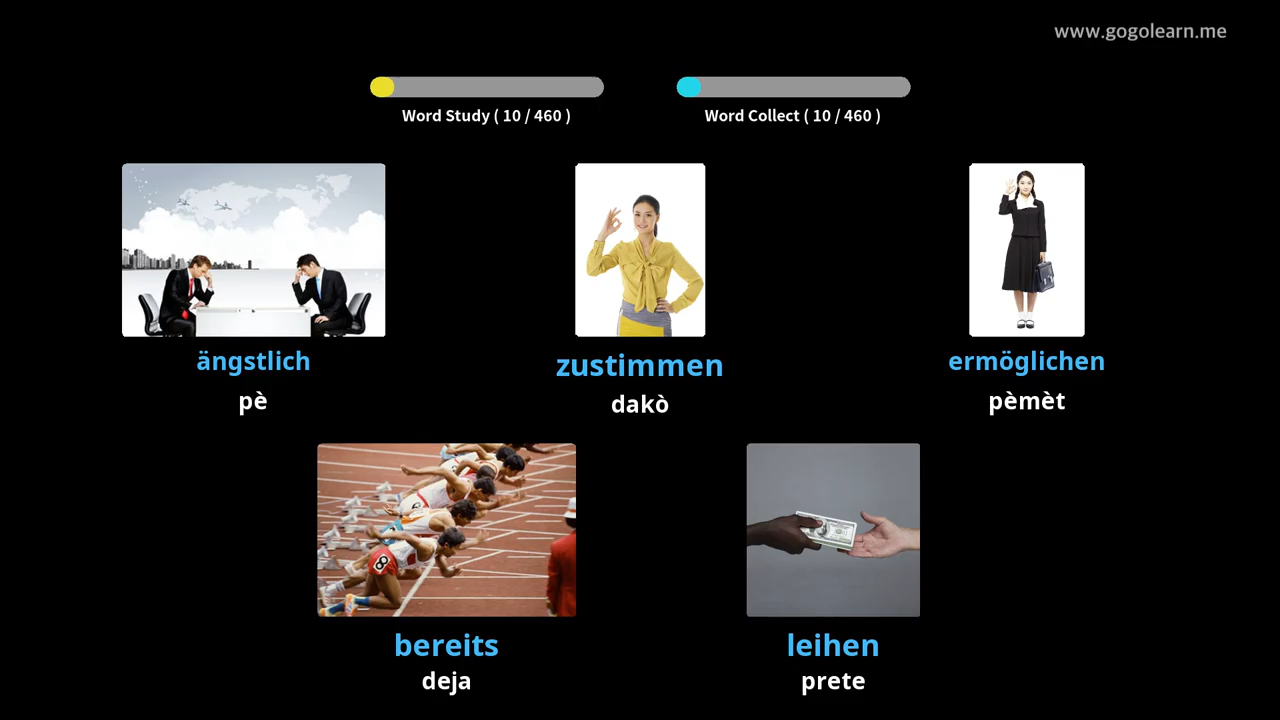 www.gogolearn.me
Word Study ( 10 / 460 )
Word Collect ( 10 / 460 )
ängstlich
pè
zustimmen
dakò
ermöglichen
pèmèt
bereits
deja
leihen
prete